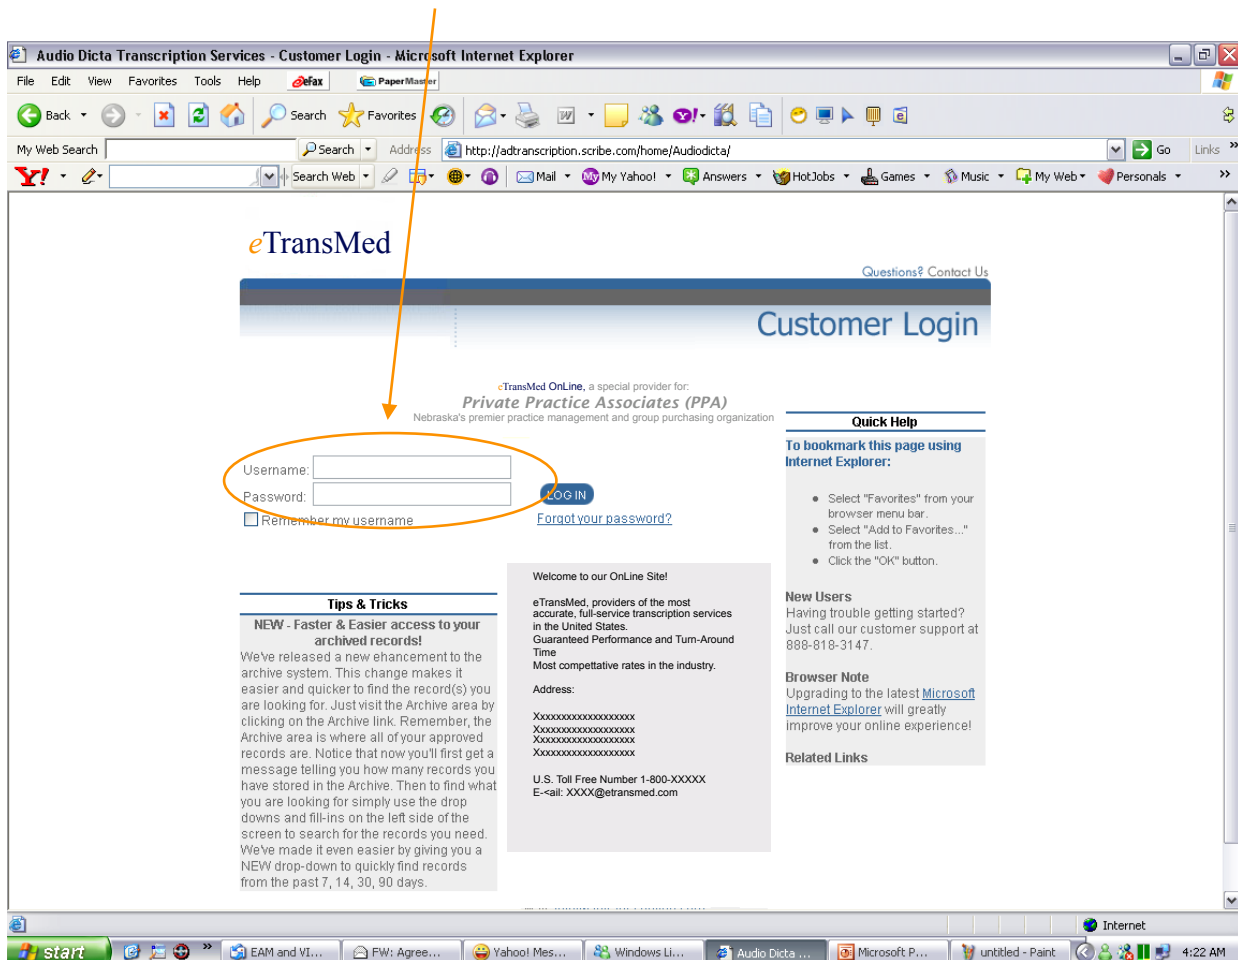 Audio Dicta Transcription Services - Customer Login - Microsoft Internet Explorer
File Edit View Favorites Tools Help eFax PaperMaster
Back Search Favorites
My Web Search Search Address http://adtranscription.scribe.com/home/Audiodicta/ Go Links »
Y! Search Web Mail My Yahoo! Answers HotJobs Games Music My Web Personals »
eTransMed
Questions? Contact Us
Customer Login
eTransMed OnLine, a special provider for:
Private Practice Associates (PPA)
Nebraska's premier practice management and group purchasing organization
Username:
Password:
LOG IN
Remember my username
Forgot your password?
Quick Help
To bookmark this page using
Internet Explorer:
Select "Favorites" from your
browser menu bar.
Select "Add to Favorites..."
from the list.
Click the "OK" button.
New Users
Having trouble getting started?
Just call our customer support at
888-818-3147.
Browser Note
Upgrading to the latest Microsoft
Internet Explorer will greatly
improve your online experience!
Related Links
Tips & Tricks
NEW - Faster & Easier access to your
archived records!
We've released a new ehancement to the
archive system. This change makes it
easier and quicker to find the record(s) you
are looking for. Just visit the Archive area by
clicking on the Archive link. Remember, the
Archive area is where all of your approved
records are. Notice that now you'll first get a
message telling you how many records you
have stored in the Archive. Then to find what
you are looking for simply use the drop
downs and fill-ins on the left side of the
screen to search for the records you need.
We've made it even easier by giving you a
NEW drop-down to quickly find records
from the past 7, 14, 30, 90 days.
Welcome to our OnLine Site!
eTransMed, providers of the most
accurate, full-service transcription services
in the United States.
Guaranteed Performance and Turn-Around
Time
Most compettative rates in the industry.
Address:
Xxxxxxxxxxxxxxxxxx
Xxxxxxxxxxxxxxxxxx
Xxxxxxxxxxxxxxxxxx
Xxxxxxxxxxxxxxxxxx
U.S. Toll Free Number 1-800-XXXXX
E-<ail: XXXX@etransmed.com
Internet
start » EAM and VI... FW: Agree... Yahoo! Mes... Windows Li... Audio Dicta ... Microsoft P... untitled - Paint 4:22 AM